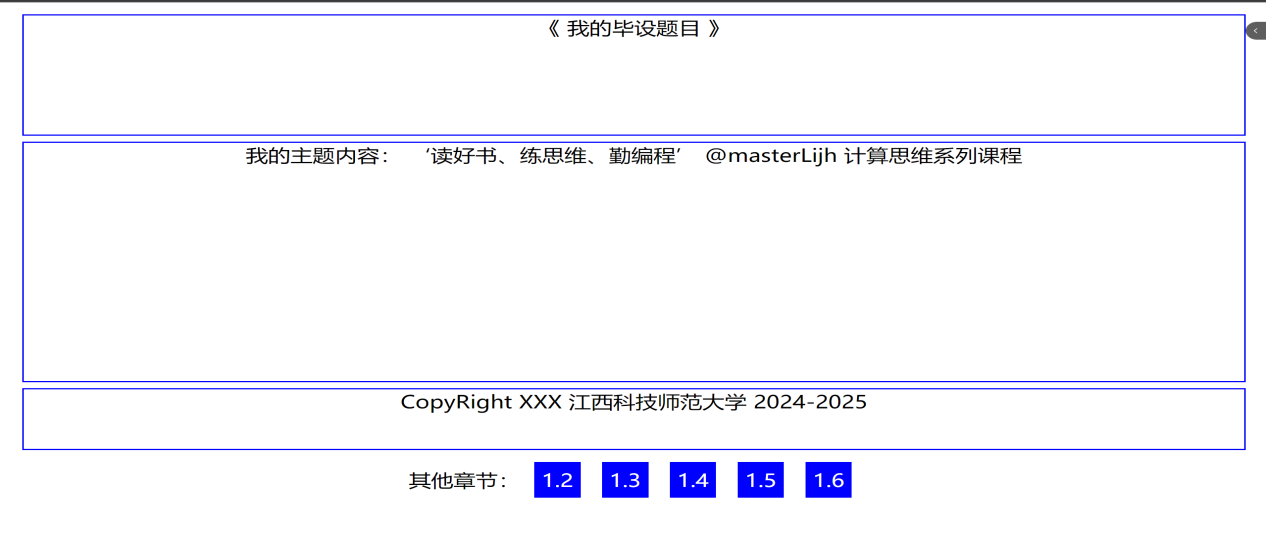 《 我的毕设题目 》
我的主题内容： ‘读好书、练思维、勤编程’ @masterLijh 计算思维系列课程
CopyRight XXX 江西科技师范大学 2024-2025
其他章节： 1.2 1.3 1.4 1.5 1.6